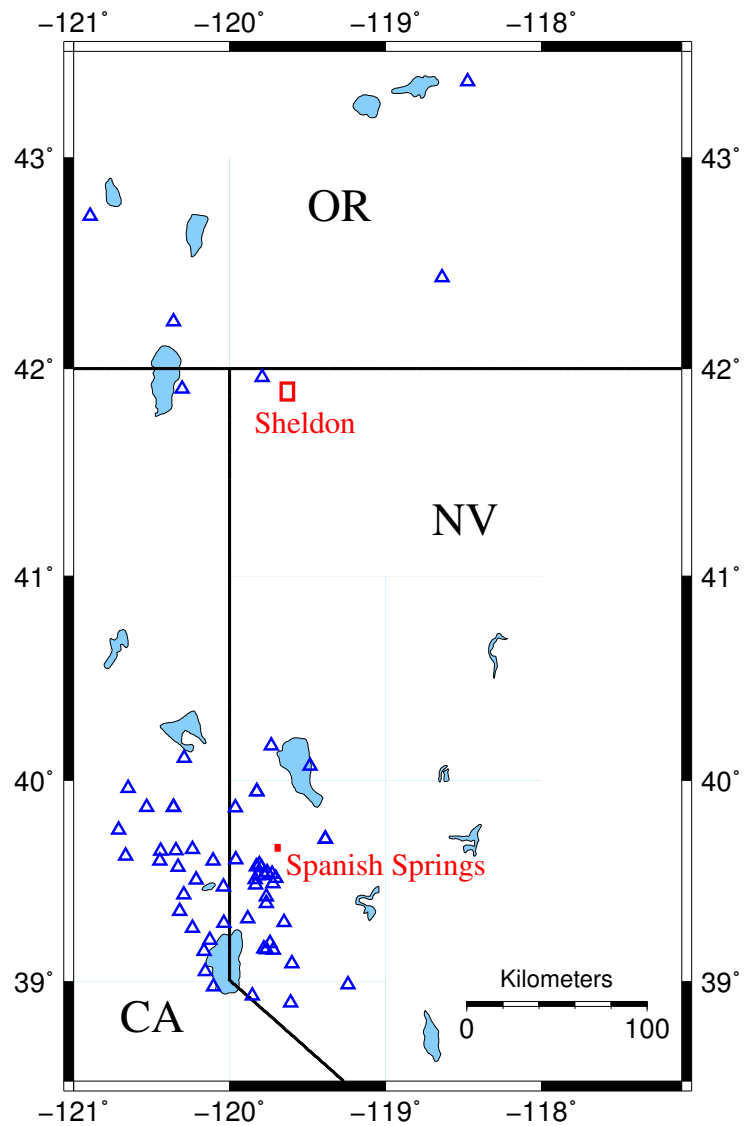 −121˚ −120˚ −119˚ −118˚
43˚ 43˚
OR
42˚ 42˚
Sheldon
NV
41˚ 41˚
40˚ 40˚
Spanish Springs
39˚ 39˚
Kilometers
CA
0 100
−121˚ −120˚ −119˚ −118˚